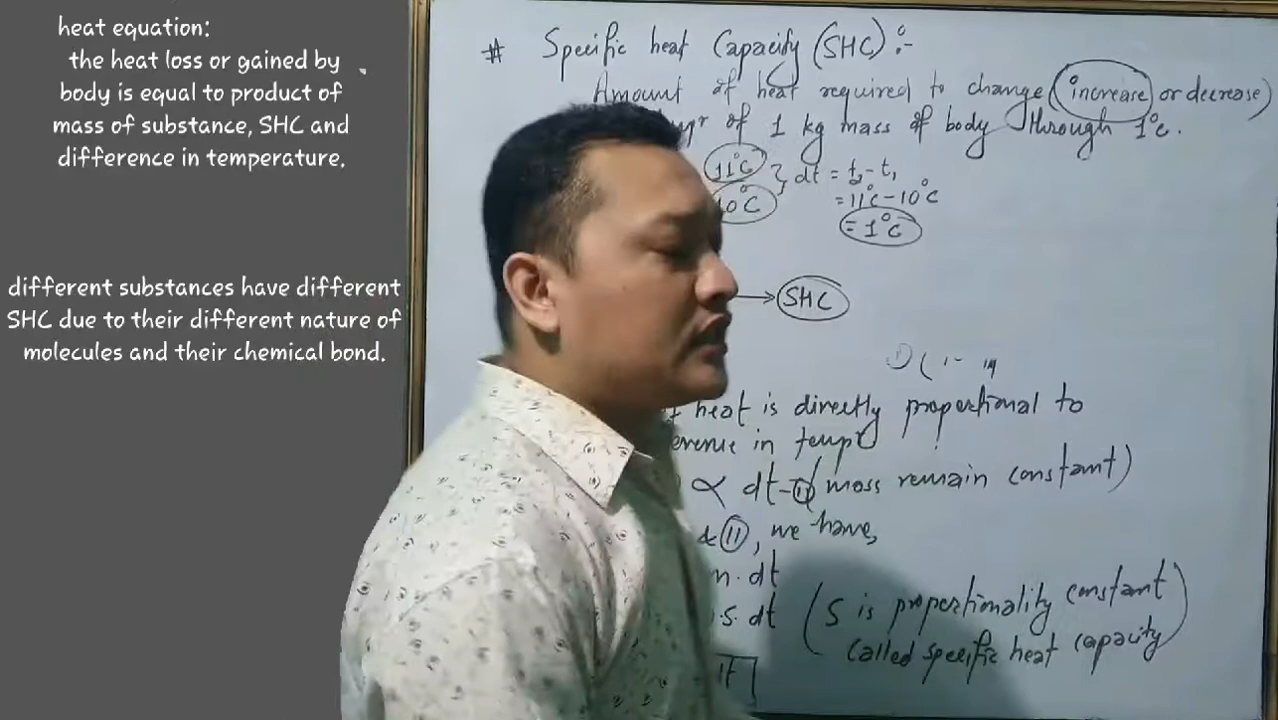 heat equation:
the heat loss or gained by
body is equal to product of
mass of substance, SHC and
difference in temperature.
different substances have different
SHC due to their different nature of
molecules and their chemical bond.
# Specific heat Capacity (SHC) :-
Amount of heat required to change (increase or decrease)
of 1 kg mass of body through 1°c.
11°C } dt = t₂ - t₁
10°C = 11°C - 10°C
= 1°C
→ SHC
heat is directly proportional to
in tempr
∝ dt - (II) (mass remain constant)
& (II), we have,
m. dt
.s. dt (S is proportionality constant
called specific heat capacity)